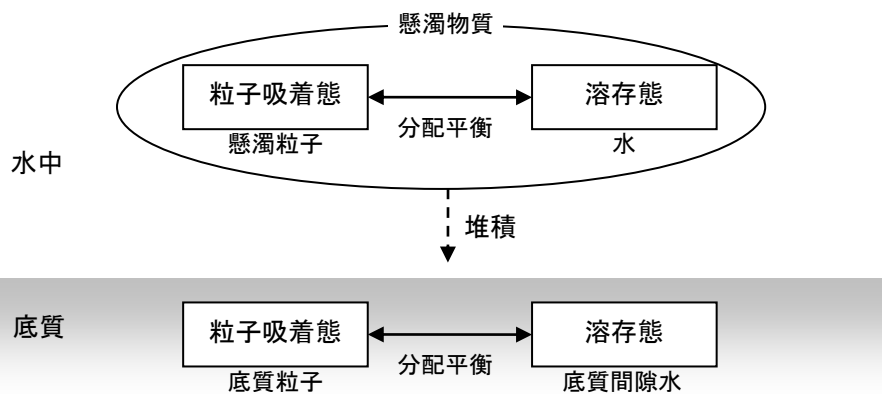 懸濁物質
粒子吸着態
溶存態
分配平衡
懸濁粒子
水
水中
堆積
底質
粒子吸着態
溶存態
分配平衡
底質粒子
底質間隙水